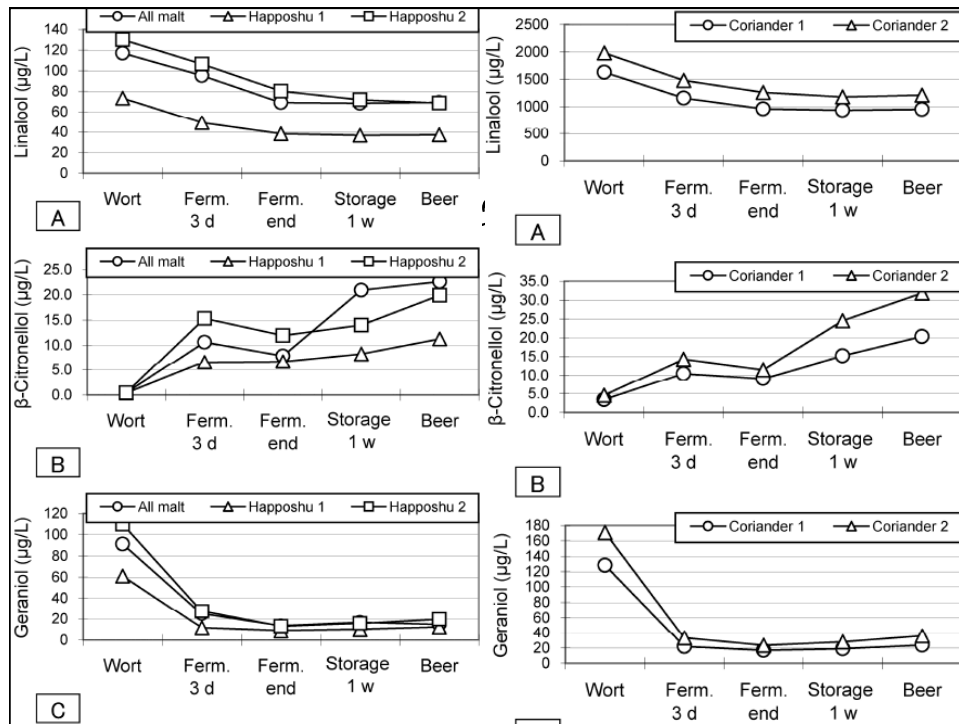 All malt Happoshu 1 Happoshu 2
Linalool (µg/L)
140
120
100
80
60
40
20
0
Wort Ferm. Ferm. Storage Beer
3 d end 1 w
A
All malt Happoshu 1 Happoshu 2
β-Citronellol (µg/L)
25.0
20.0
15.0
10.0
5.0
0.0
Wort Ferm. Ferm. Storage Beer
3 d end 1 w
B
All malt Happoshu 1 Happoshu 2
Geraniol (µg/L)
120
100
80
60
40
20
0
Wort Ferm. Ferm. Storage Beer
3 d end 1 w
C
Coriander 1 Coriander 2
Linalool (µg/L)
2500
2000
1500
1000
500
0
Wort Ferm. Ferm. Storage Beer
3 d end 1 w
A
Coriander 1 Coriander 2
β-Citronellol (µg/L)
35.0
30.0
25.0
20.0
15.0
10.0
5.0
0.0
Wort Ferm. Ferm. Storage Beer
3 d end 1 w
B
Coriander 1 Coriander 2
Geraniol (µg/L)
180
160
140
120
100
80
60
40
20
0
Wort Ferm. Ferm. Storage Beer
3 d end 1 w